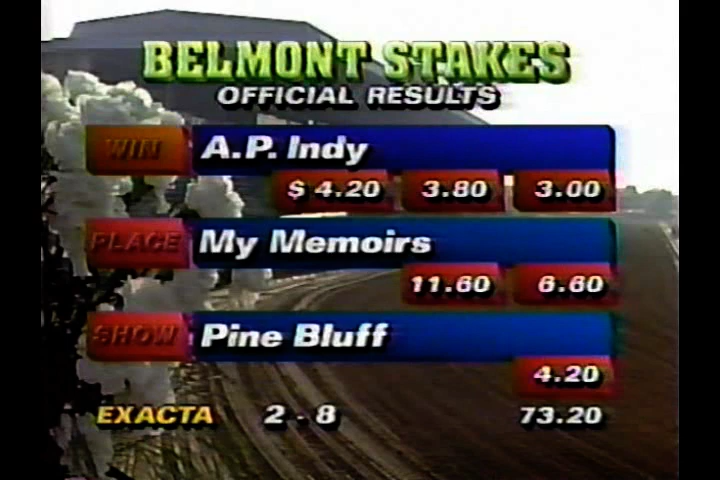 BELMONT STAKES
OFFICIAL RESULTS
WIN A.P. Indy
$ 4.20 3.80 3.00
PLACE My Memoirs
11.60 6.60
SHOW Pine Bluff
4.20
EXACTA 2 - 8 73.20